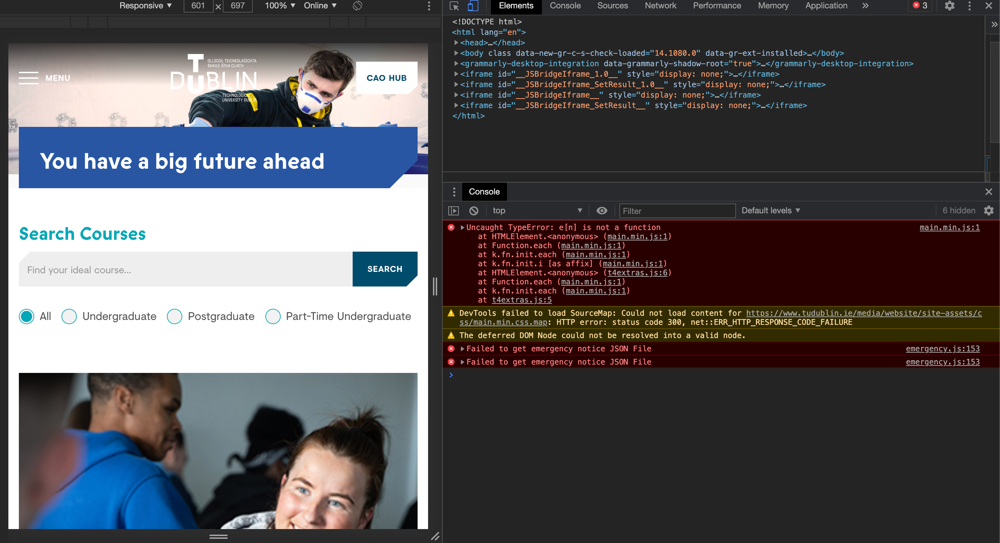 Responsive ▼ 601 × 697 100% ▼ Online ▼
MENU
T
OLLSCOIL TEICNEOLAÍOCHTA
BHAILE ÁTHA CLIATH
DUBLIN
TECHNOLOGICAL
UNIVERSITY DUBLIN
CAO HUB
You have a big future ahead
Search Courses
Find your ideal course...
SEARCH
All Undergraduate Postgraduate Part-Time Undergraduate
Elements Console Sources Network Performance Memory Application » 3
<!DOCTYPE html>
<html lang="en">
<head>…</head>
<body class data-new-gr-c-s-check-loaded="14.1080.0" data-gr-ext-installed>…</body>
<grammarly-desktop-integration data-grammarly-shadow-root="true">…</grammarly-desktop-integration>
<iframe id="__JSBridgeIframe_1.0__" style="display: none;">…</iframe>
<iframe id="__JSBridgeIframe_SetResult_1.0__" style="display: none;">…</iframe>
<iframe id="__JSBridgeIframe__" style="display: none;">…</iframe>
<iframe id="__JSBridgeIframe_SetResult__" style="display: none;">…</iframe>
</html>
Console
top ▼ Filter Default levels ▼ 6 hidden
Uncaught TypeError: e[n] is not a function main.min.js:1
at HTMLElement.<anonymous> (main.min.js:1)
at Function.each (main.min.js:1)
at k.fn.init.each (main.min.js:1)
at k.fn.init.i [as affix] (main.min.js:1)
at HTMLElement.<anonymous> (t4extras.js:6)
at Function.each (main.min.js:1)
at k.fn.init.each (main.min.js:1)
at t4extras.js:5
DevTools failed to load SourceMap: Could not load content for https://www.tudublin.ie/media/website/site-assets/c
ss/main.min.css.map: HTTP error: status code 300, net::ERR_HTTP_RESPONSE_CODE_FAILURE
The deferred DOM Node could not be resolved into a valid node.
Failed to get emergency notice JSON File emergency.js:153
Failed to get emergency notice JSON File emergency.js:153